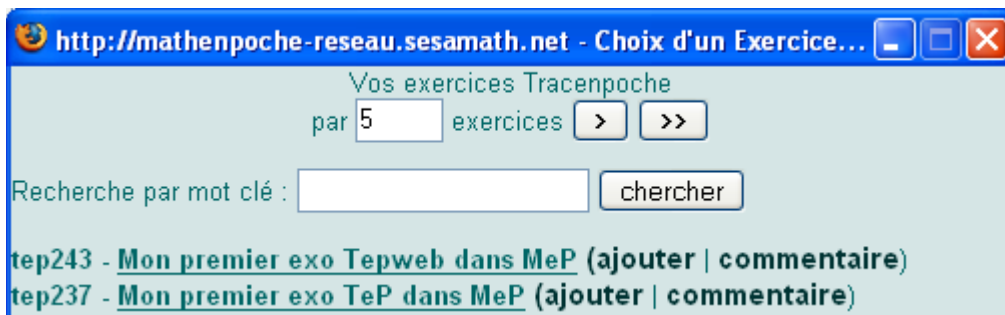 http://mathenpoche-reseau.sesamath.net - Choix d'un Exercice...
Vos exercices Tracenpoche
par 5 exercices > >>
Recherche par mot clé : chercher
tep243 - Mon premier exo Tepweb dans MeP (ajouter | commentaire)
tep237 - Mon premier exo TeP dans MeP (ajouter | commentaire)